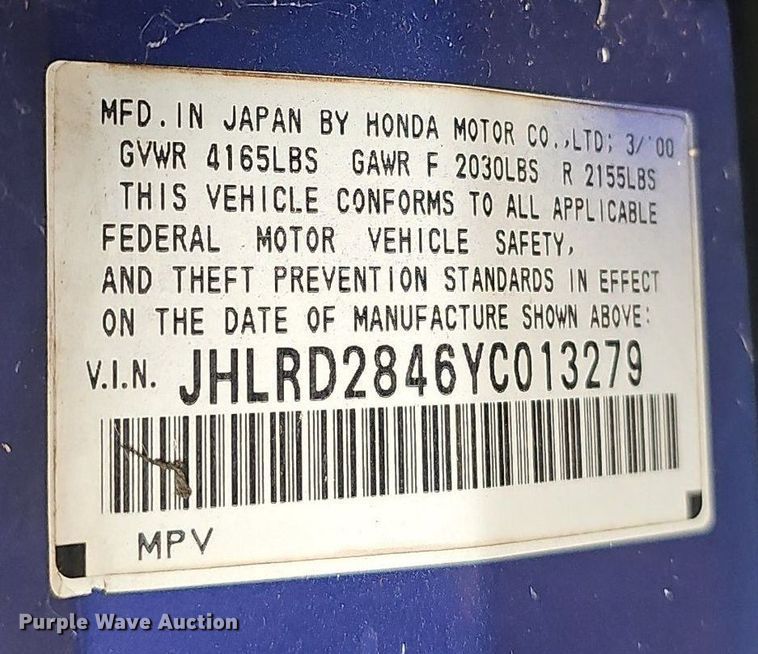 MFD. IN JAPAN BY HONDA MOTOR CO.,LTD; 3/'00
GVWR 4165LBS GAWR F 2030LBS R 2155LBS
THIS VEHICLE CONFORMS TO ALL APPLICABLE
FEDERAL MOTOR VEHICLE SAFETY,
AND THEFT PREVENTION STANDARDS IN EFFECT
ON THE DATE OF MANUFACTURE SHOWN ABOVE:
V.I.N. JHLRD2846YC013279
MPV
Purple Wave Auction